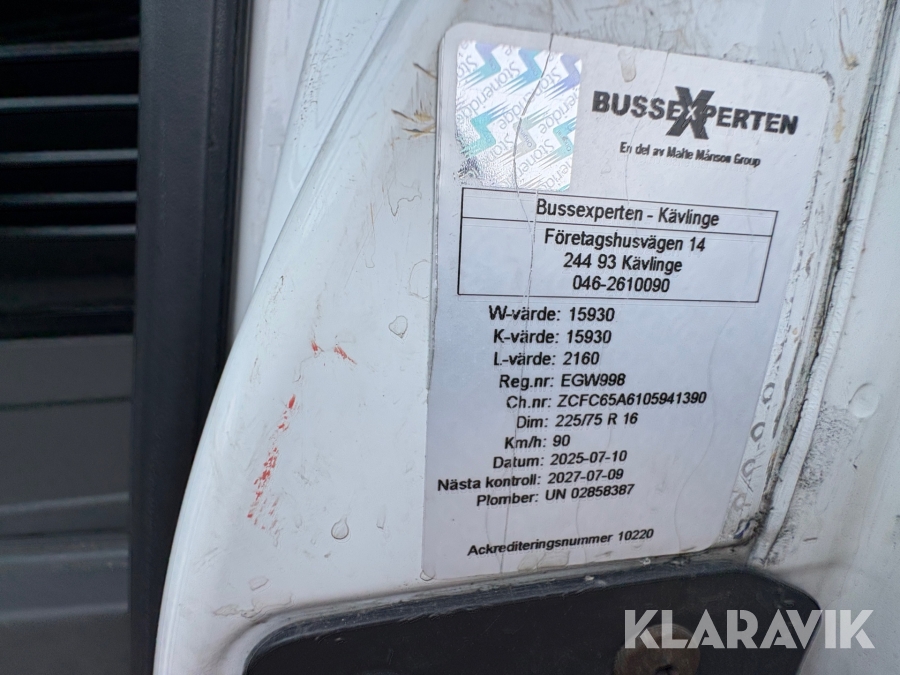 Stoneridge
BUSSEXPERTEN
En del av Malte Månson Group
Bussexperten - Kävlinge
Företagshusvägen 14
244 93 Kävlinge
046-2610090
W-värde: 15930
K-värde: 15930
L-värde: 2160
Reg.nr: EGW998
Ch.nr: ZCFC65A6105941390
Dim: 225/75 R 16
Km/h: 90
Datum: 2025-07-10
Nästa kontroll: 2027-07-09
Plomber: UN 02858387
Ackrediteringsnummer 10220
KLARAVIK